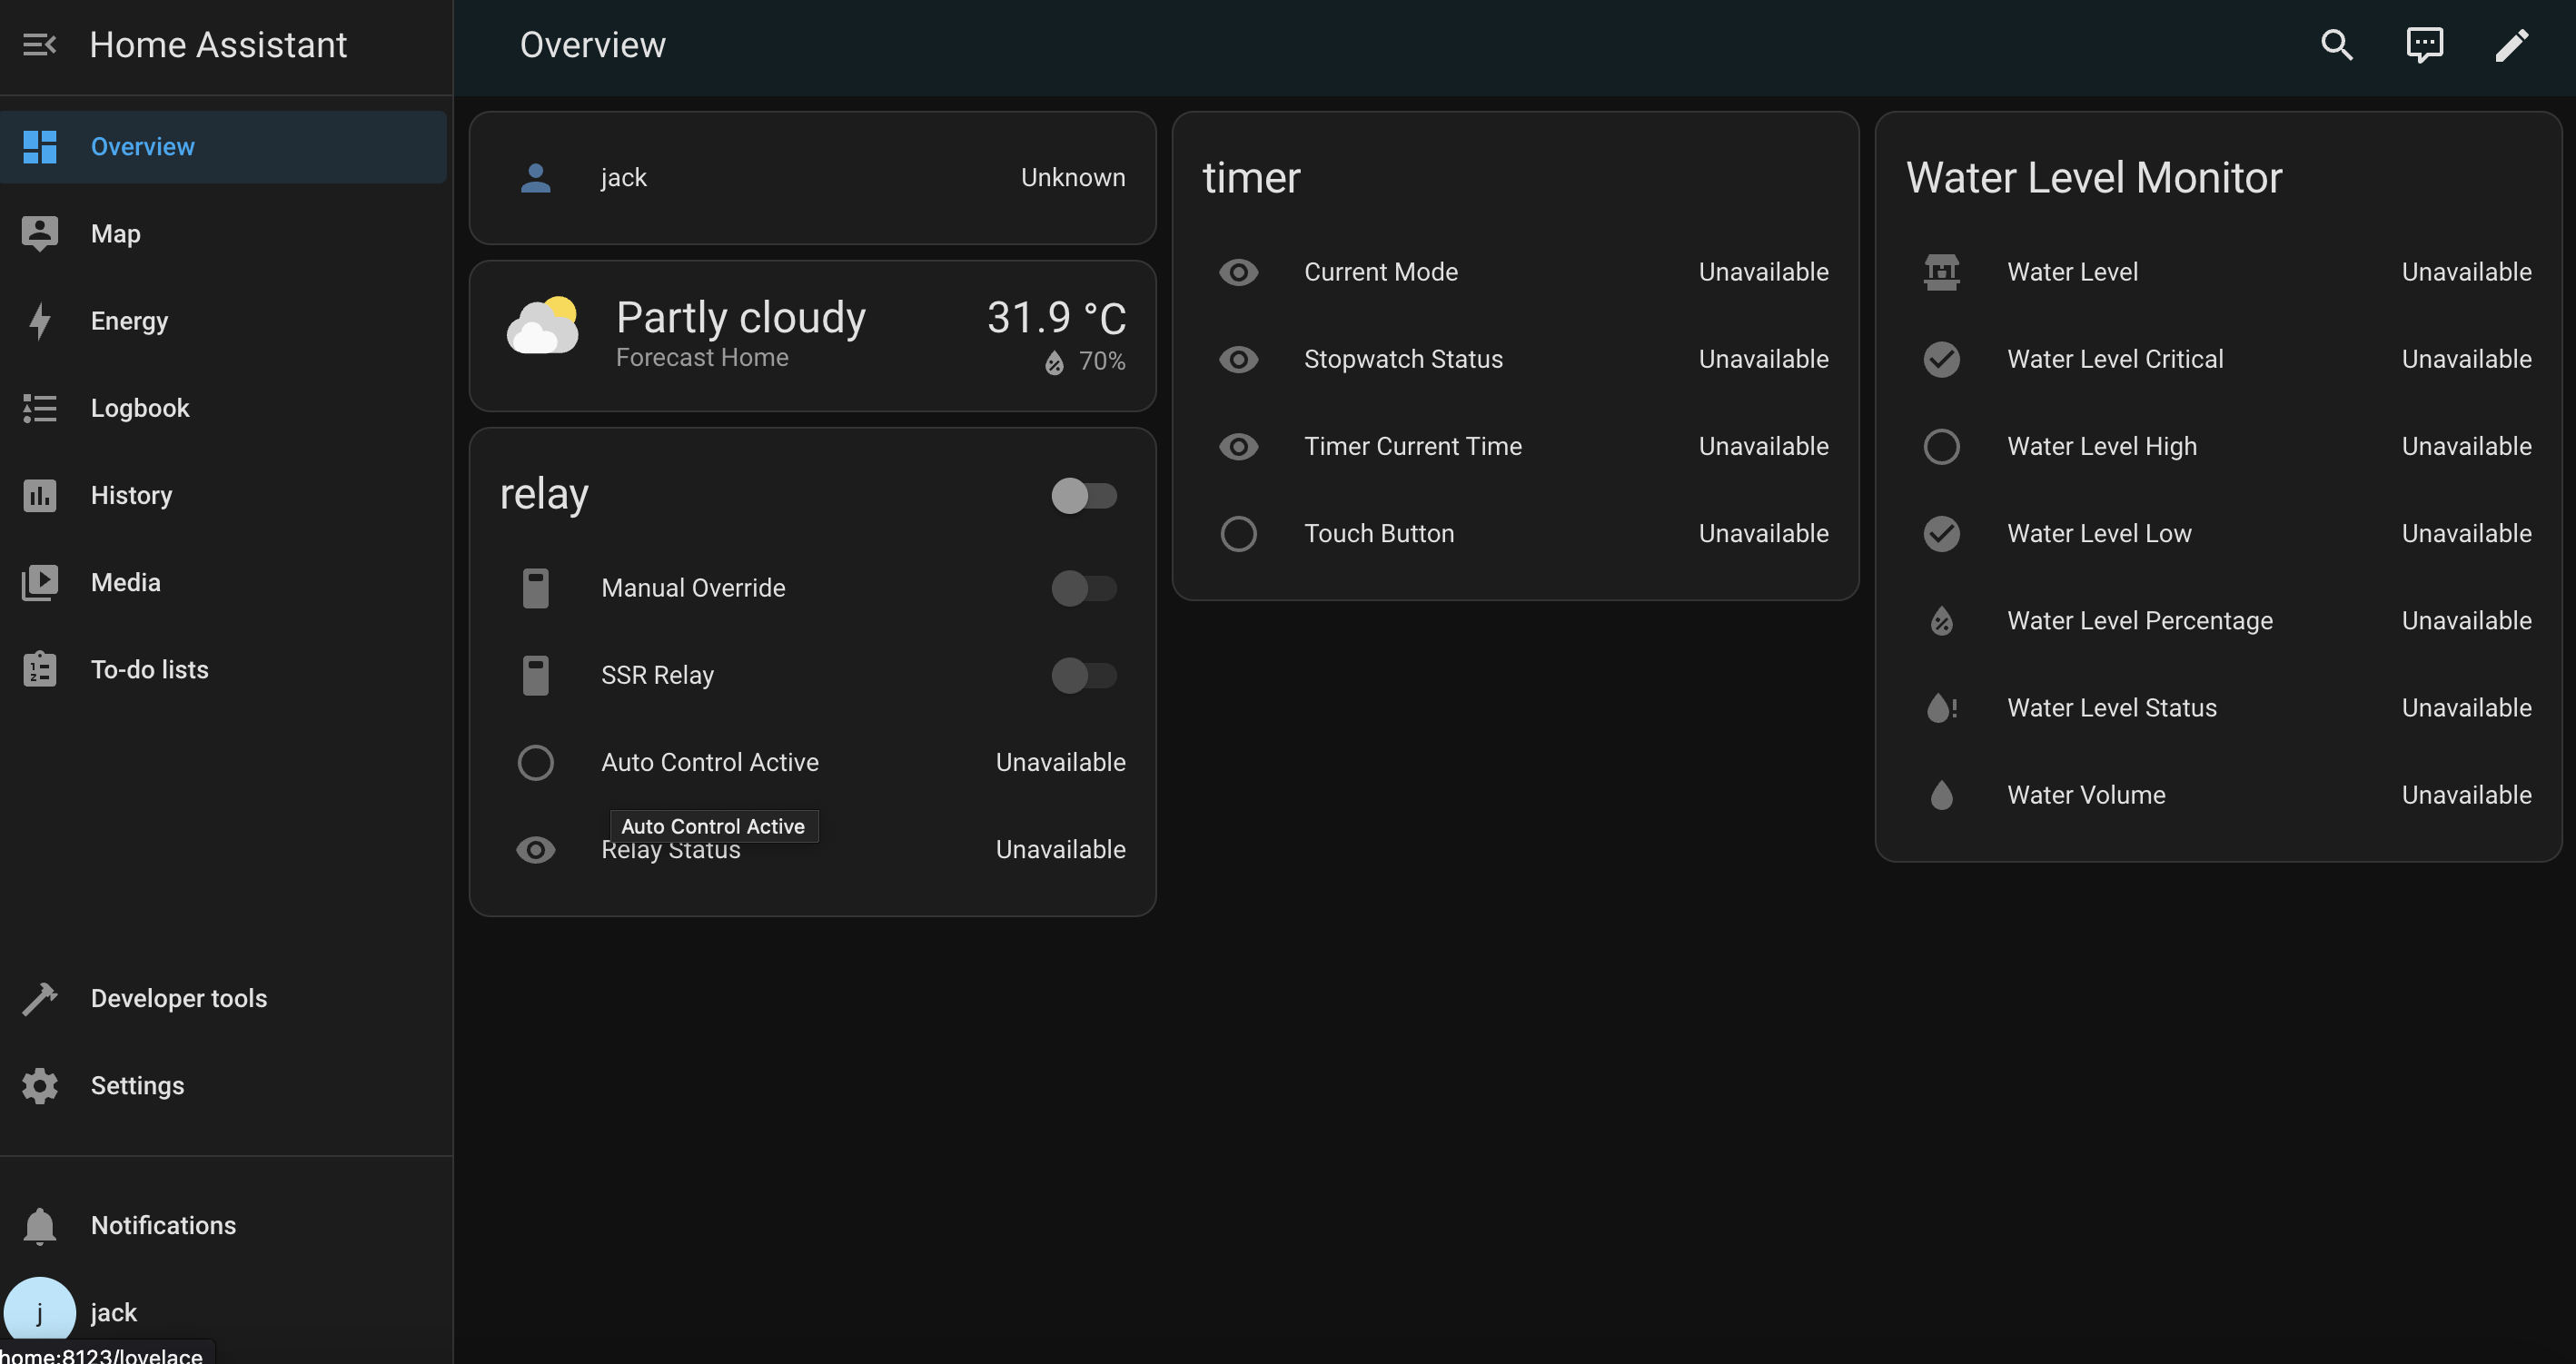 Home Assistant
Overview
Map
Energy
Logbook
History
Media
To-do lists
Developer tools
Settings
Notifications
j
jack
home:8123/lovelace
Overview
jack Unknown
Partly cloudy 31.9 °C
Forecast Home 70%
relay
Manual Override
SSR Relay
Auto Control Active Unavailable
Auto Control Active
Relay Status Unavailable
timer
Current Mode Unavailable
Stopwatch Status Unavailable
Timer Current Time Unavailable
Touch Button Unavailable
Water Level Monitor
Water Level Unavailable
Water Level Critical Unavailable
Water Level High Unavailable
Water Level Low Unavailable
Water Level Percentage Unavailable
Water Level Status Unavailable
Water Volume Unavailable